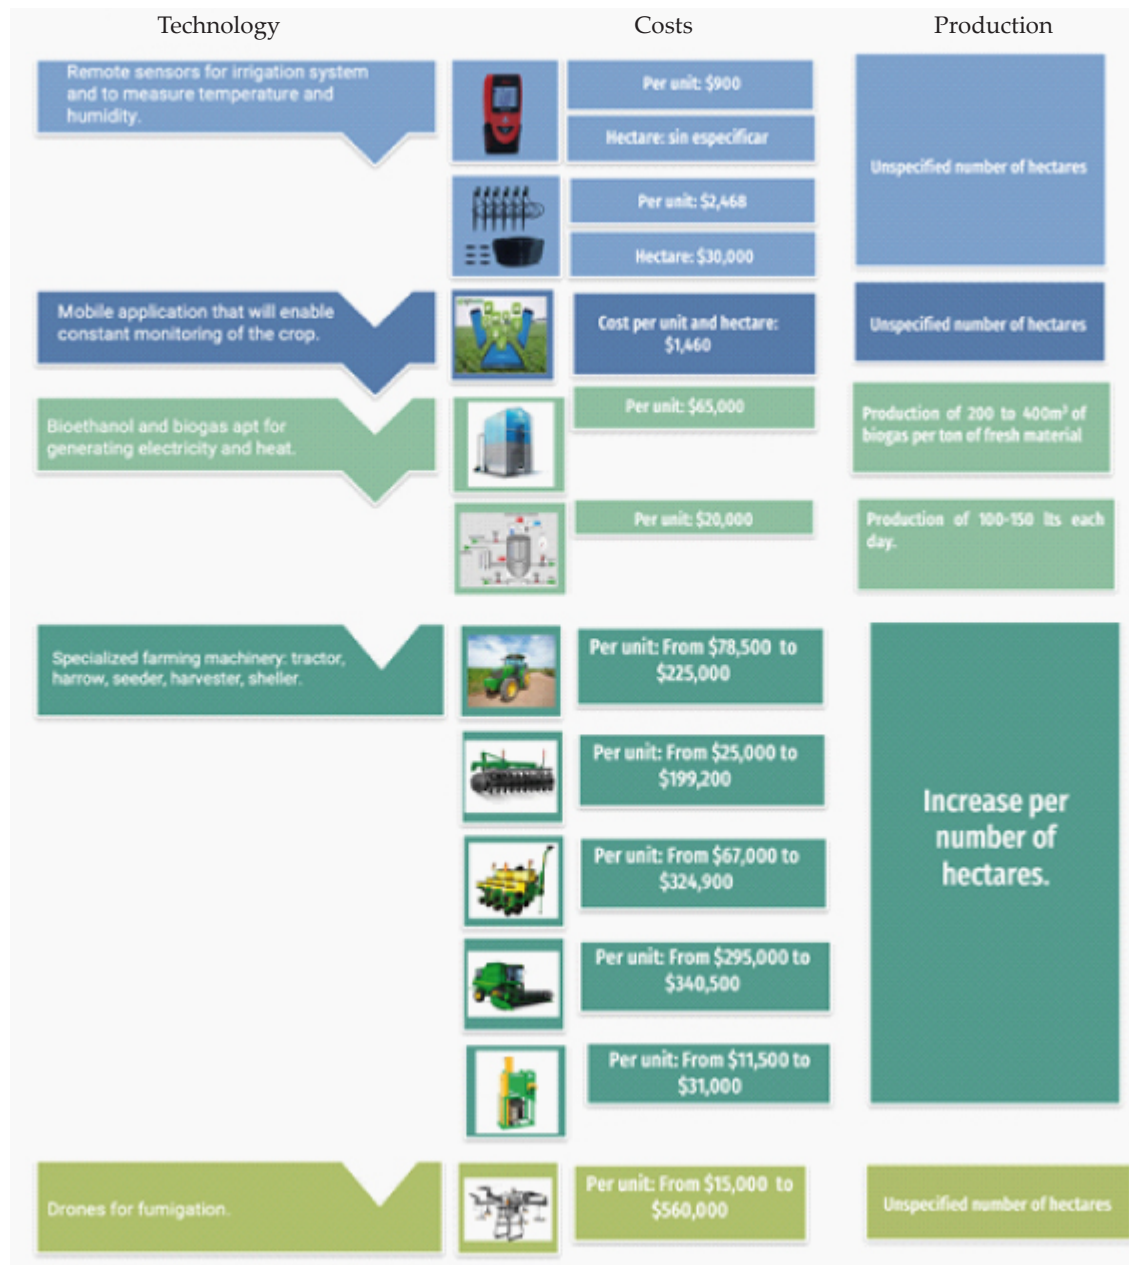 Technology
Costs
Production
Remote sensors for irrigation system
and to measure temperature and
humidity.
Per unit: $900
Hectare: sin especificar
Unspecified number of hectares
Per unit: $2,468
Hectare: $30,000
Mobile application that will enable
constant monitoring of the crop.
Cost per unit and hectare:
$1,460
Unspecified number of hectares
Bioethanol and biogas apt for
generating electricity and heat.
Per unit: $65,000
Production of 200 to 400m³ of
biogas per ton of fresh material
Per unit: $20,000
Production of 100-150 lts each
day.
Specialized farming machinery: tractor,
harrow, seeder, harvester, sheller.
Per unit: From $78,500 to
$225,000
Per unit: From $25,000 to
$199,200
Per unit: From $67,000 to
$324,900
Per unit: From $295,000 to
$340,500
Per unit: From $11,500 to
$31,000
Increase per
number of
hectares.
Drones for fumigation.
Per unit: From $15,000 to
$560,000
Unspecified number of hectares